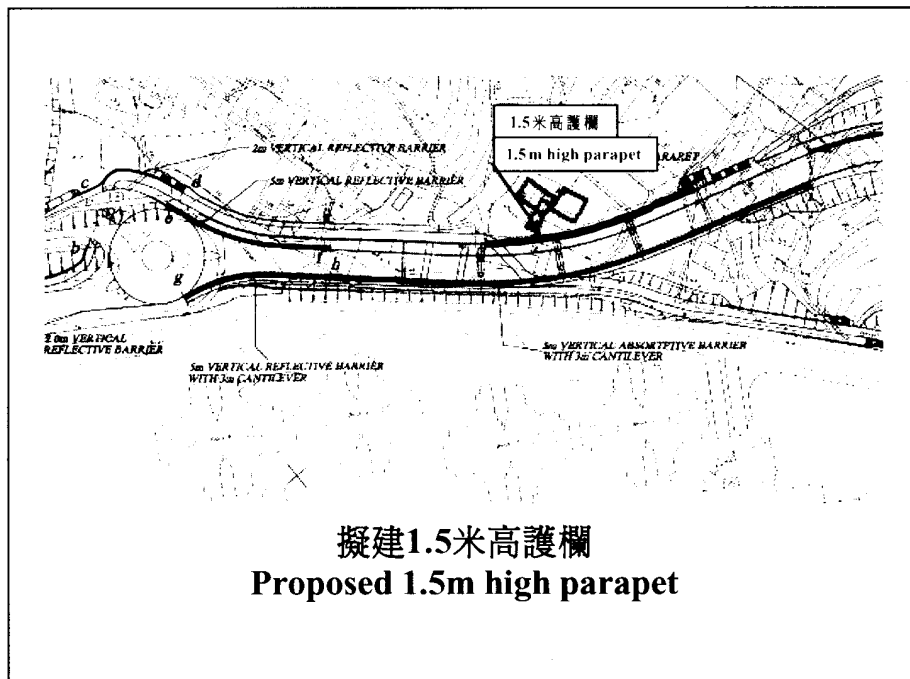 1.5米高護欄
1.5m high parapet
PARAPET
2m VERTICAL REFLECTIVE BARRIER
5m VERTICAL REFLECTIVE BARRIER
c
d
b
g
f
h
2.0m VERTICAL
REFLECTIVE BARRIER
5m VERTICAL REFLECTIVE BARRIER
WITH 3m CANTILEVER
5m VERTICAL ABSORPTIVE BARRIER
WITH 3m CANTILEVER
擬建1.5米高護欄
Proposed 1.5m high parapet